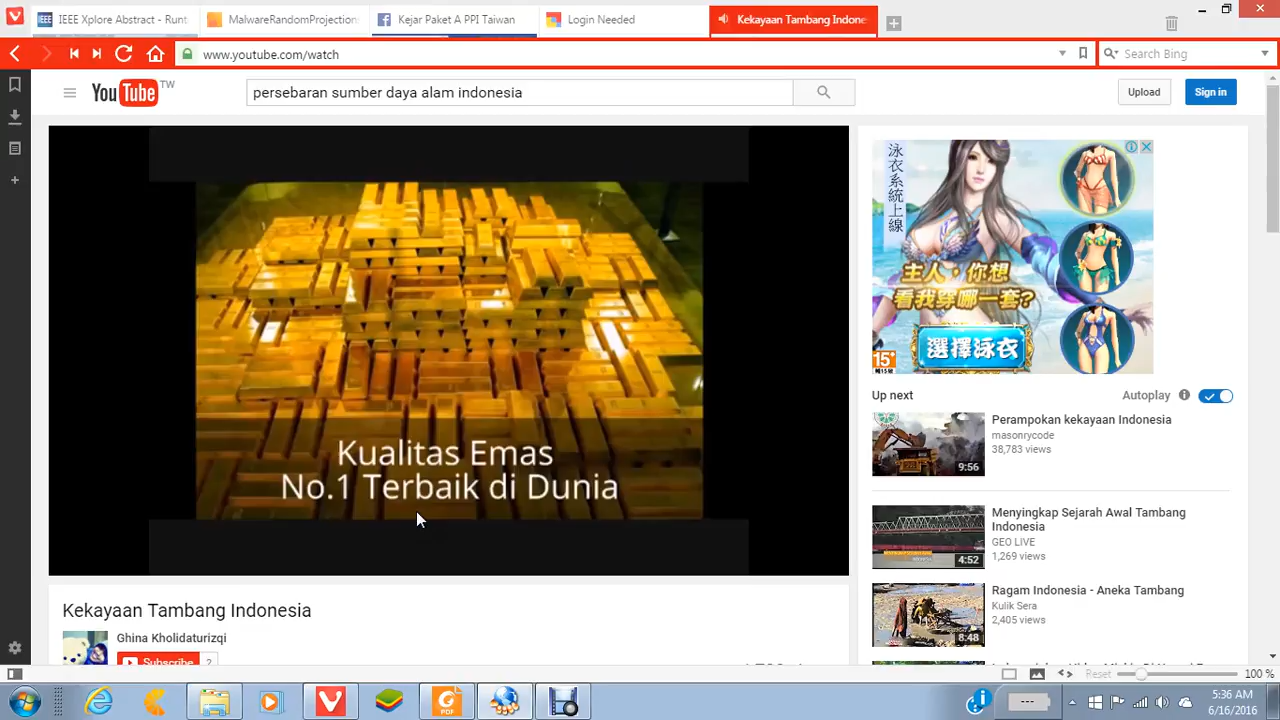 IEEE Xplore Abstract - Runt
MalwareRandomProjection
Kejar Paket A PPI Taiwan
Login Needed
Kekayaan Tambang Indone
www.youtube.com/watch
Search Bing
YouTube TW
persebaran sumber daya alam indonesia
Upload
Sign in
泳衣系統上線
主人，你想
看我穿哪一套?
選擇泳衣
15+
輔15級
Kualitas Emas
No.1 Terbaik di Dunia
Up next
Autoplay
Perampokan kekayaan Indonesia
masonrycode
38,783 views
9:56
Menyingkap Sejarah Awal Tambang
Indonesia
GEO LIVE
1,269 views
4:52
Ragam Indonesia - Aneka Tambang
Kulik Sera
2,405 views
8:48
Kekayaan Tambang Indonesia
Ghina Kholidaturizqi
Subscribe
2
Reset
100 %
PDF
5:36 AM
6/16/2016